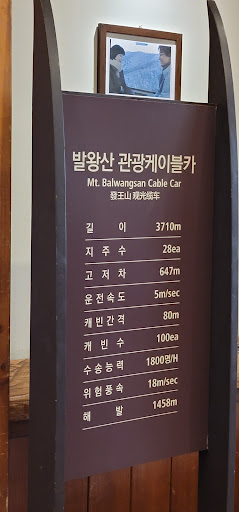 발왕산 관광케이블카
Mt. Balwangsan Cable Car
發王山 观光缆车
길 이 3710m
지 주 수 28ea
고 저 차 647m
운 전 속 도 5m/sec
캐 빈 간 격 80m
캐 빈 수 100ea
수 송 능 력 1800명/H
위 험 풍 속 18m/sec
해 발 1458m